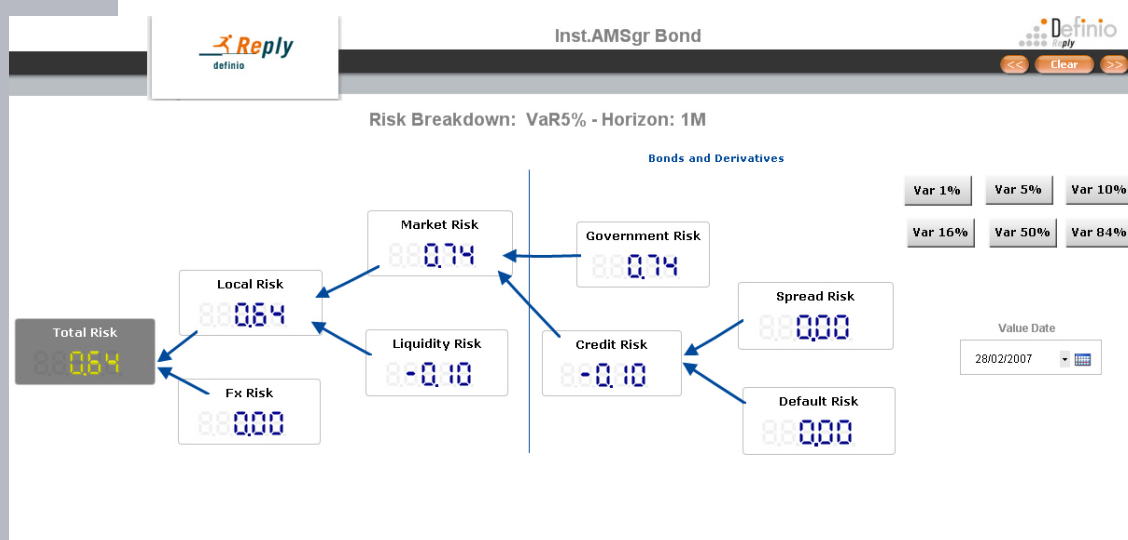 Reply
definio
Inst.AMSgr Bond
Definio
Reply
<<
Clear
>>
Risk Breakdown: VaR5% - Horizon: 1M
Bonds and Derivatives
Var 1%
Var 5%
Var 10%
Var 16%
Var 50%
Var 84%
Market Risk
0.74
Government Risk
0.74
Local Risk
0.64
Spread Risk
0.00
Total Risk
0.64
Liquidity Risk
-0.10
Credit Risk
-0.10
Value Date
28/02/2007
Fx Risk
0.00
Default Risk
0.00